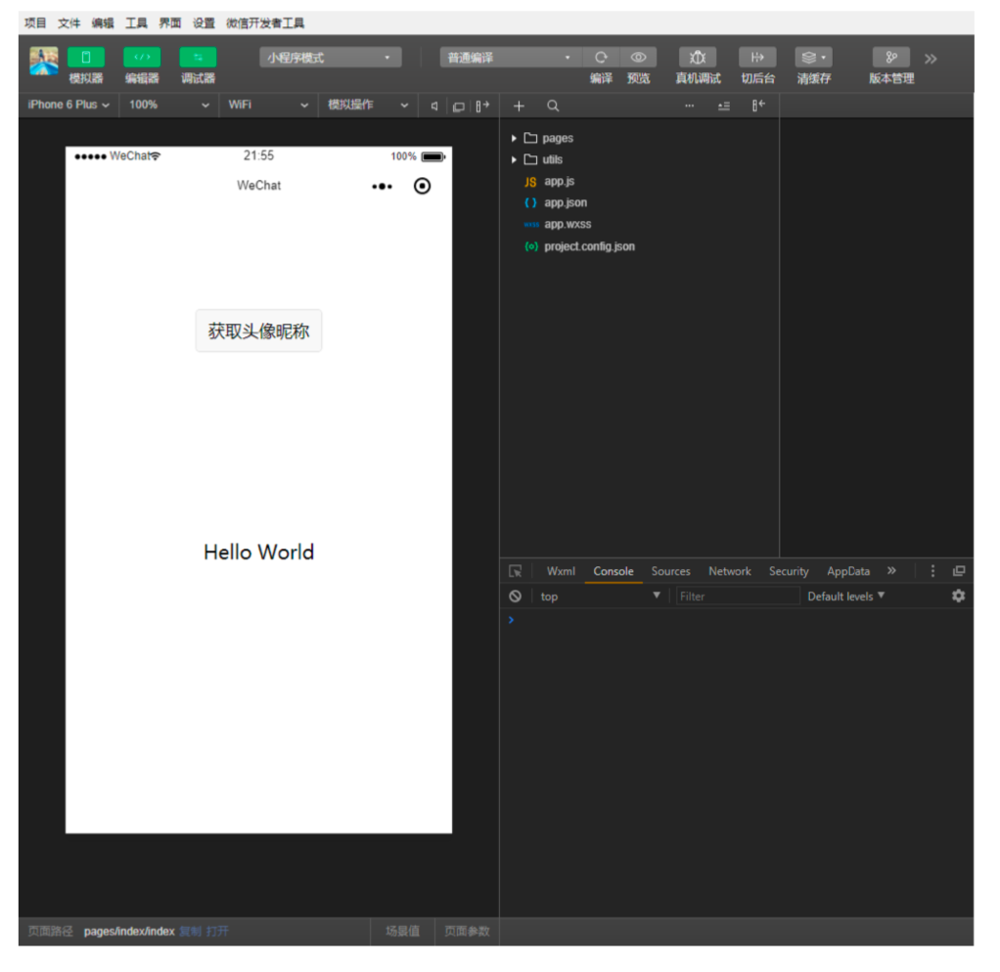 项目 文件 编辑 工具 界面 设置 微信开发者工具
小程序模式 普通编译
模拟器 编辑器 调试器 编译 预览 真机调试 切后台 清缓存 版本管理
iPhone 6 Plus 100% WiFi 模拟操作
WeChat 21:55 100%
WeChat
获取头像昵称
Hello World
pages
utils
JS app.js
{ } app.json
wxss app.wxss
{o} project.config.json
Wxml Console Sources Network Security AppData »
top Filter Default levels
页面路径 pages/index/index 复制 打开 场景值 页面参数